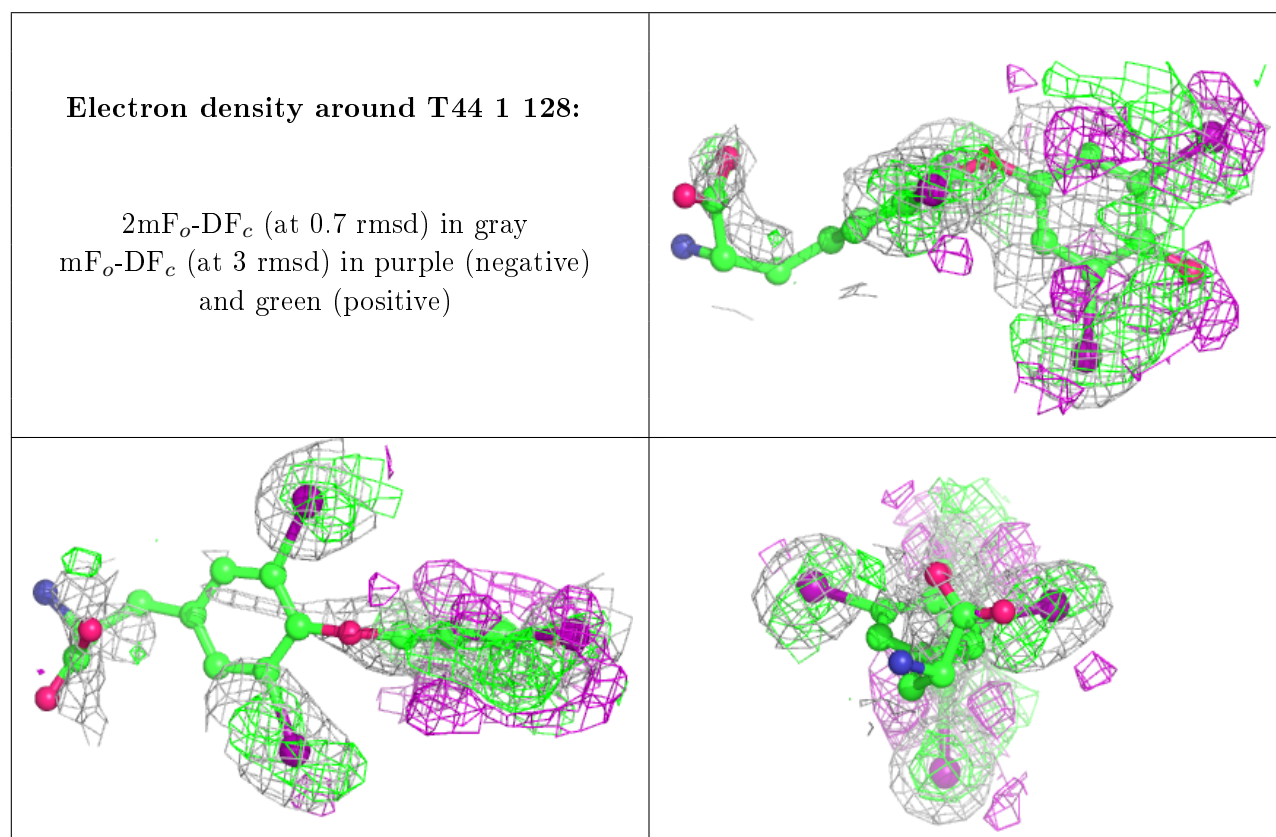 Electron density around T44 1 128:
2mFo-DFc (at 0.7 rmsd) in gray
mFo-DFc (at 3 rmsd) in purple (negative)
and green (positive)